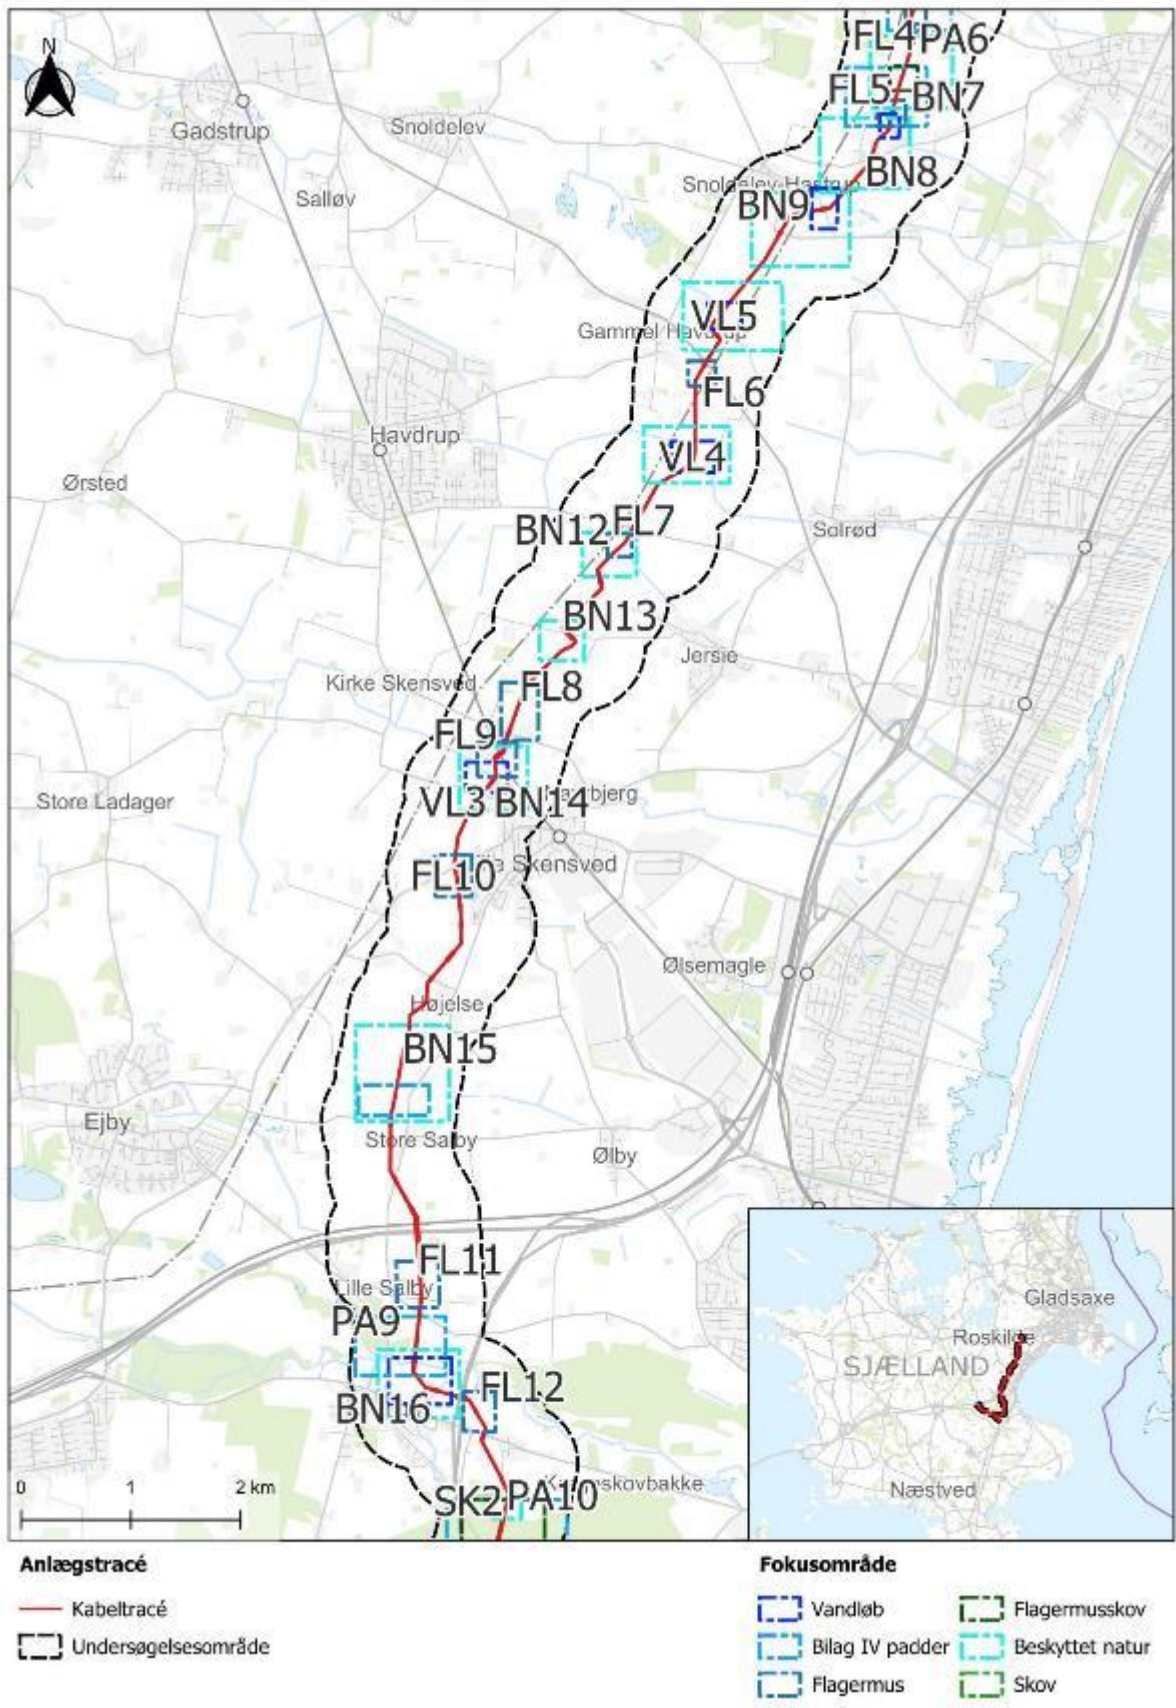 N
FL4 PA6
Gadstrup
Snoldelev
FL5 BN7
BN8
Salløv
BN9
VL5
FL6
Havdrup
VL4
Ørsted
BN12 FL7
Solrød
BN13
Jersie
Kirke Skensved
FL8
FL9
Store Ladager
VL3 BN14
FL10
Skensved
Ølsemagle
Højelse
BN15
Ejby
Store Salby
Ølby
FL11
Lille Salby
PA9
FL12
BN16
SK2 PA10
0 1 2 km
Gladsaxe
Roskilde
SJÆLLAND
Næstved
Anlægstracé
Kabeltracé
Undersøgelsesområde
Fokusområde
Vandløb
Flagermusskov
Bilag IV padder
Beskyttet natur
Flagermus
Skov